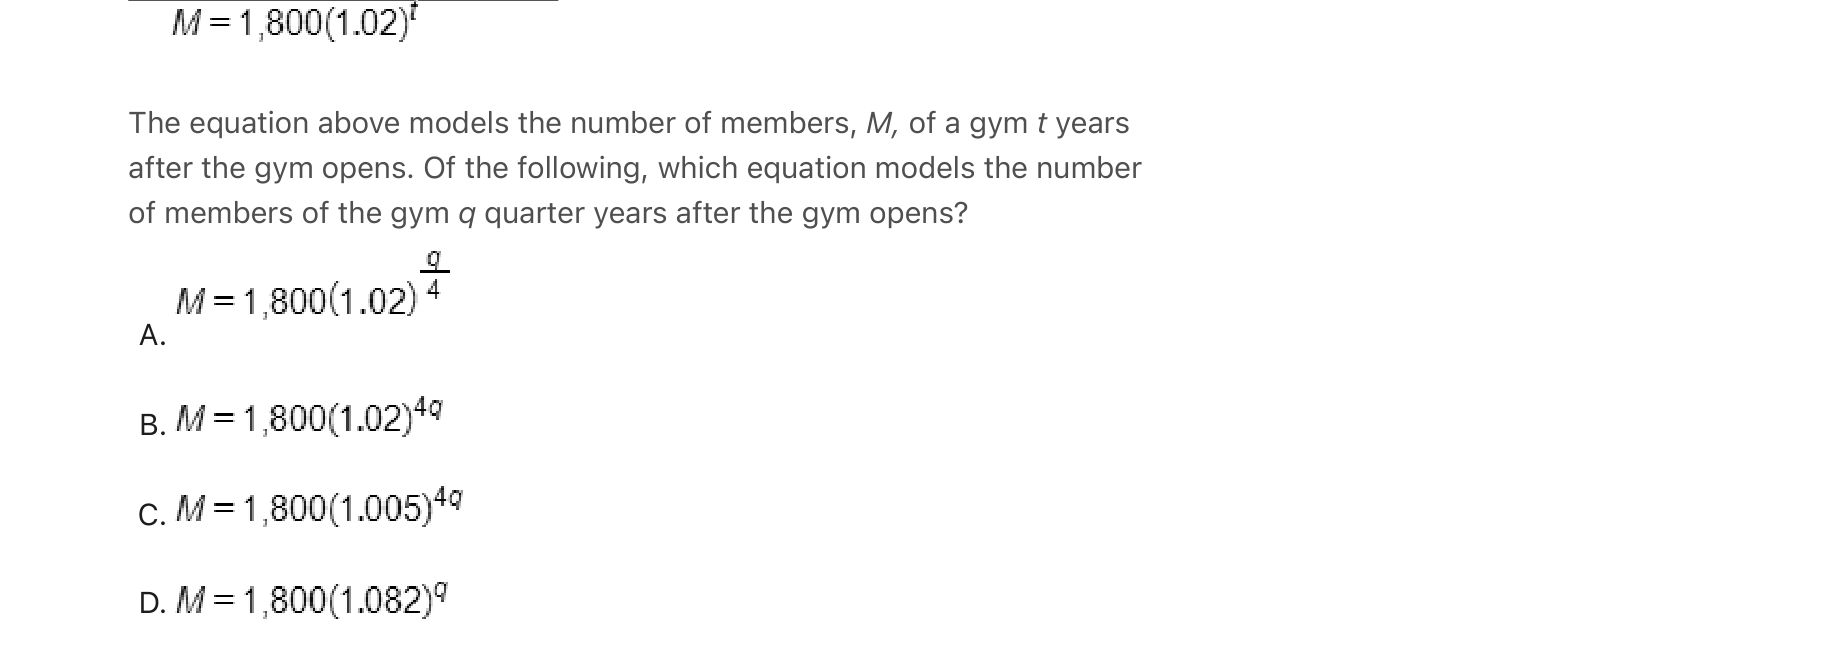 M = 1,800(1.02)^t
The equation above models the number of members, M, of a gym t years
after the gym opens. Of the following, which equation models the number
of members of the gym q quarter years after the gym opens?
A. M = 1,800(1.02)^(q/4)
B. M = 1,800(1.02)^4q
C. M = 1,800(1.005)^4q
D. M = 1,800(1.082)^q